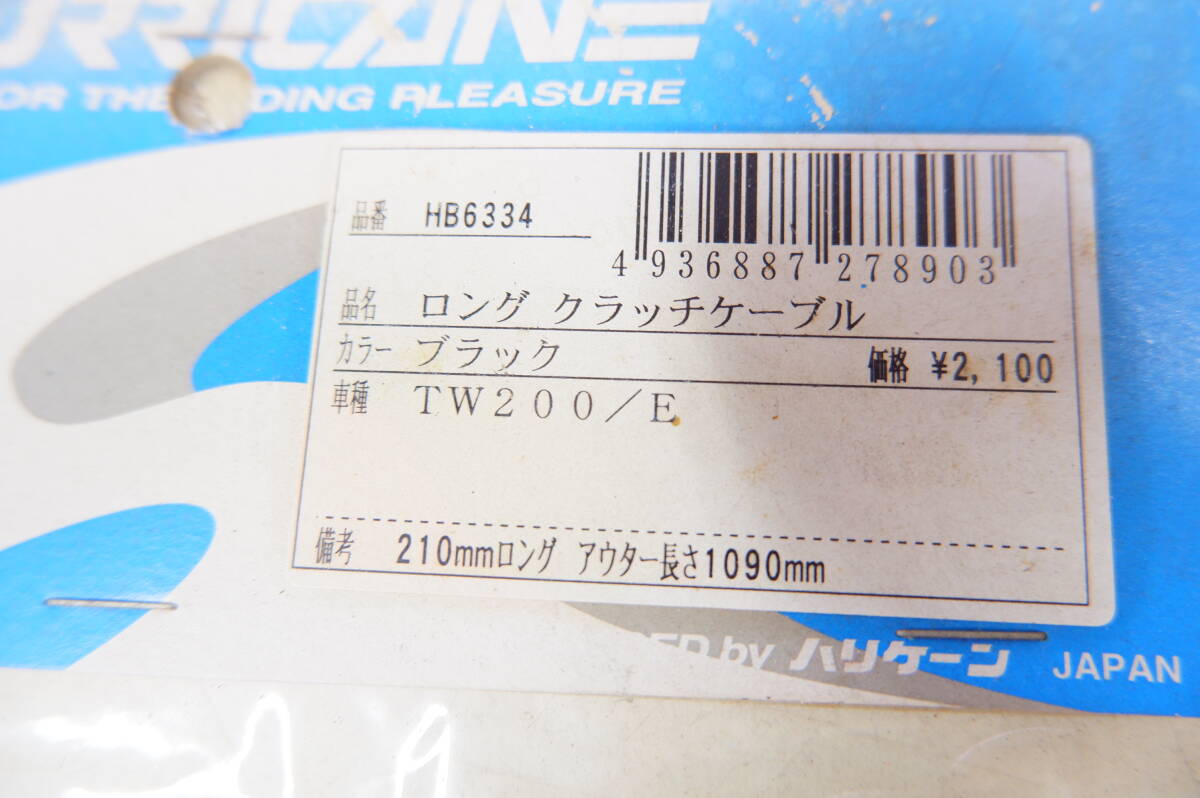 URRICANE
OR THE RIDING PLEASURE
品番 HB6334
4 936887 278903
品名 ロング クラッチケーブル
カラー ブラック 価格 ¥2,100
車種 TW200/E
備考 210mmロング アウター長さ1090mm
by ハリケーン JAPAN